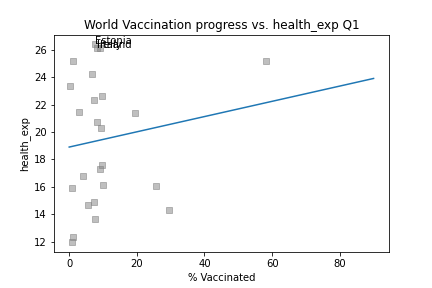 World Vaccination progress vs. health_exp Q1
Estonia
Ireland
26
24
22
20
18
16
14
12
health_exp
0
20
40
60
80
% Vaccinated